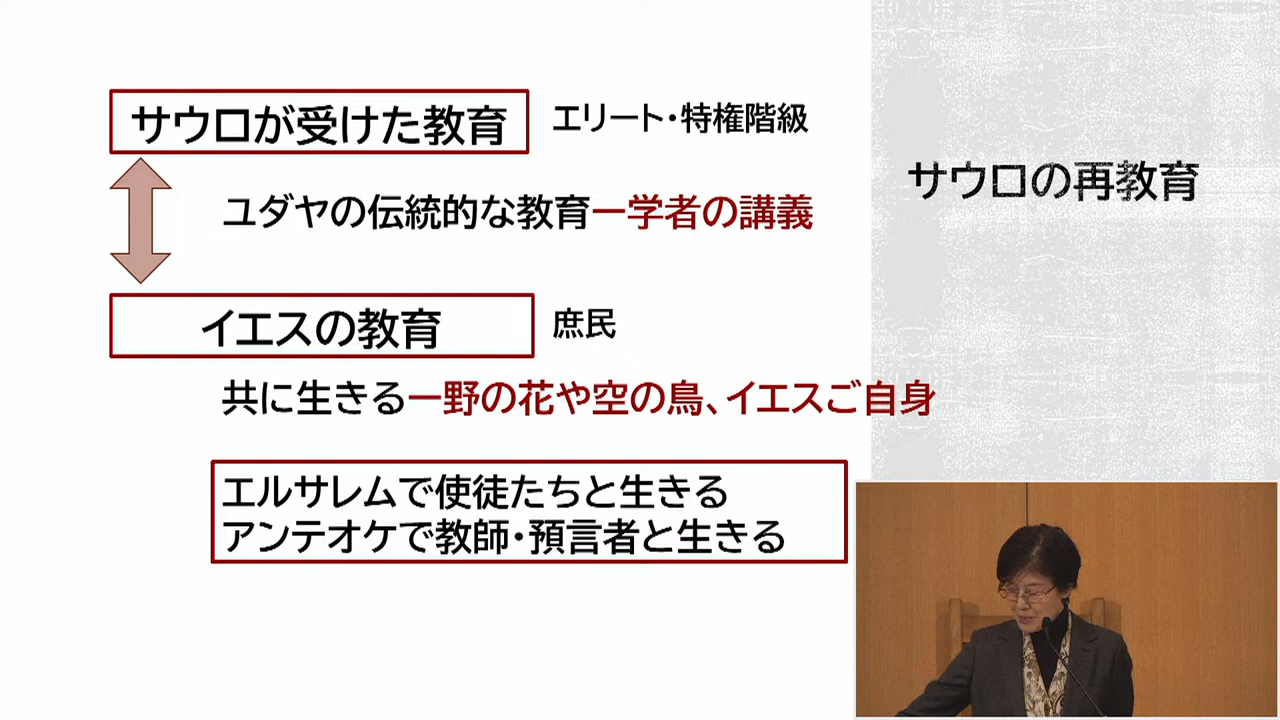 サウロの再教育
サウロが受けた教育
エリート・特権階級
ユダヤの伝統的な教育ー学者の講義
イエスの教育
庶民
共に生きるー野の花や空の鳥、イエスご自身
エルサレムで使徒たちと生きる
アンテオケで教師・預言者と生きる